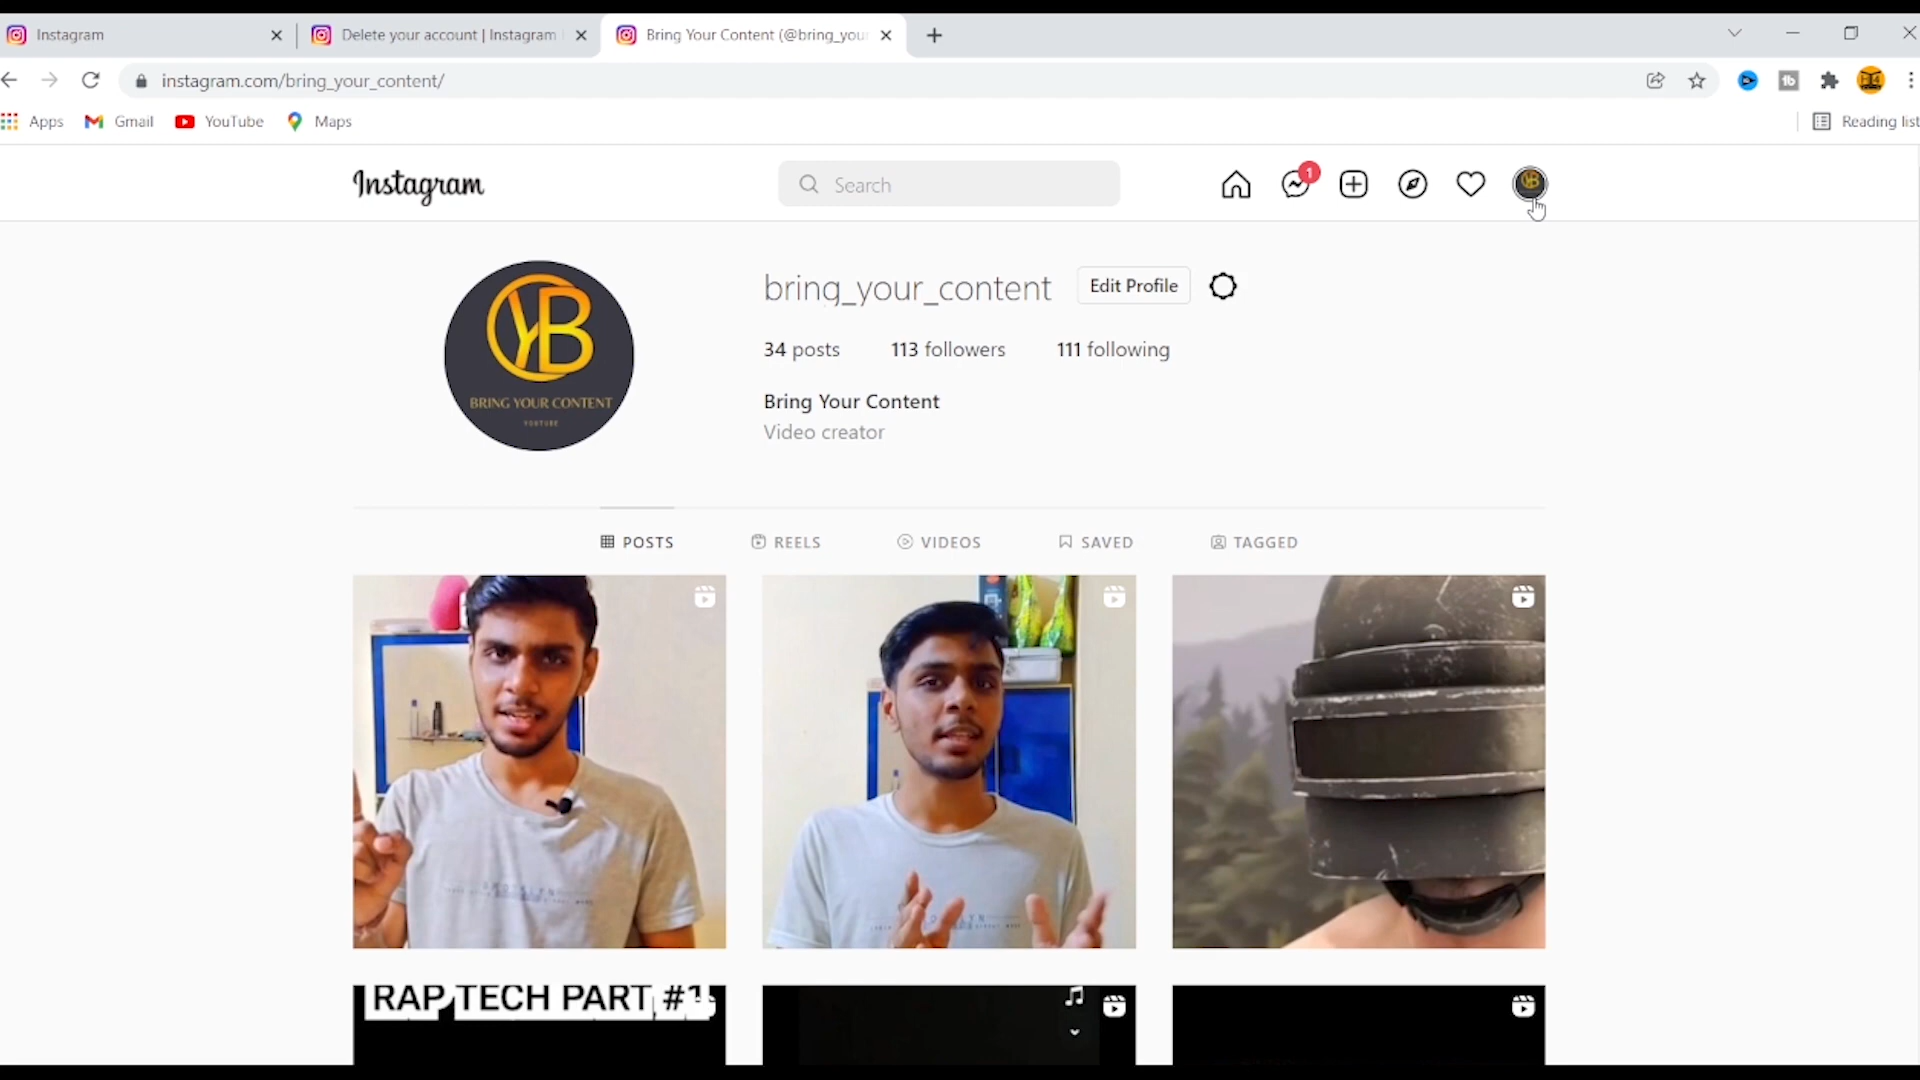 Instagram
Delete your account | Instagram
Bring Your Content (@bring_you
instagram.com/bring_your_content/
Apps
Gmail
YouTube
Maps
Reading list
Instagram
Search
1
bring_your_content
Edit Profile
34 posts
113 followers
111 following
YB
BRING YOUR CONTENT
YOUTUBE
Bring Your Content
Video creator
POSTS
REELS
VIDEOS
SAVED
TAGGED
RAP TECH PART #1